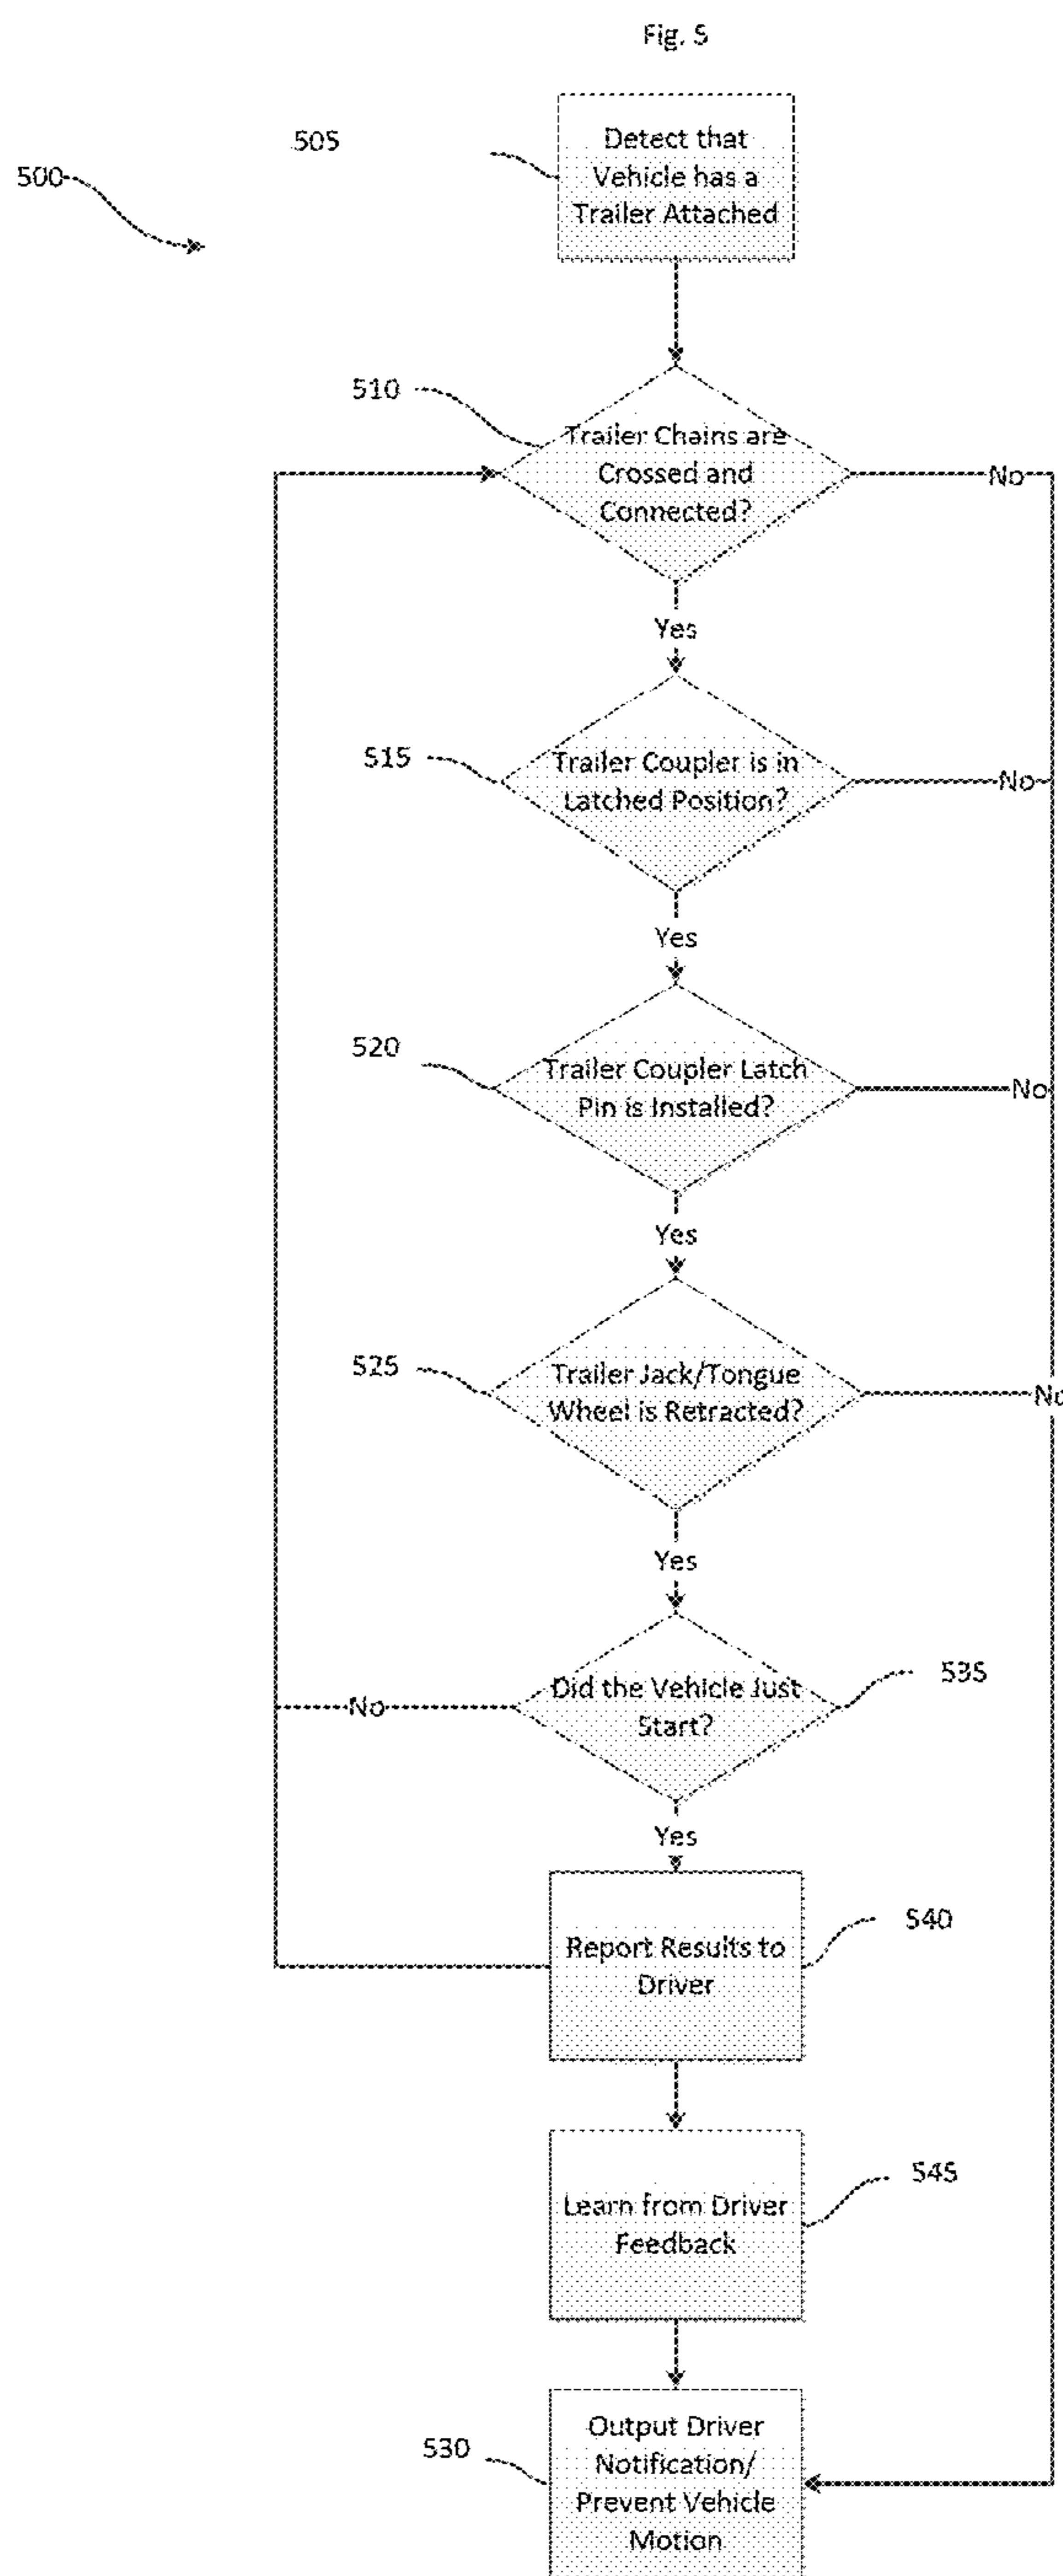 Fig. 5
505
Detect that
Vehicle has a
Trailer Attached
500
510
Trailer Chains are
Crossed and
Connected?
No
Yes
515
Trailer Coupler is in
Latched Position?
No
Yes
520
Trailer Coupler Latch
Pin is Installed?
No
Yes
525
Trailer Jack/Tongue
Wheel is Retracted?
No
Yes
535
Did the Vehicle Just
Start?
No
Yes
540
Report Results to
Driver
545
Learn from Driver
Feedback
530
Output Driver
Notification/
Prevent Vehicle
Motion